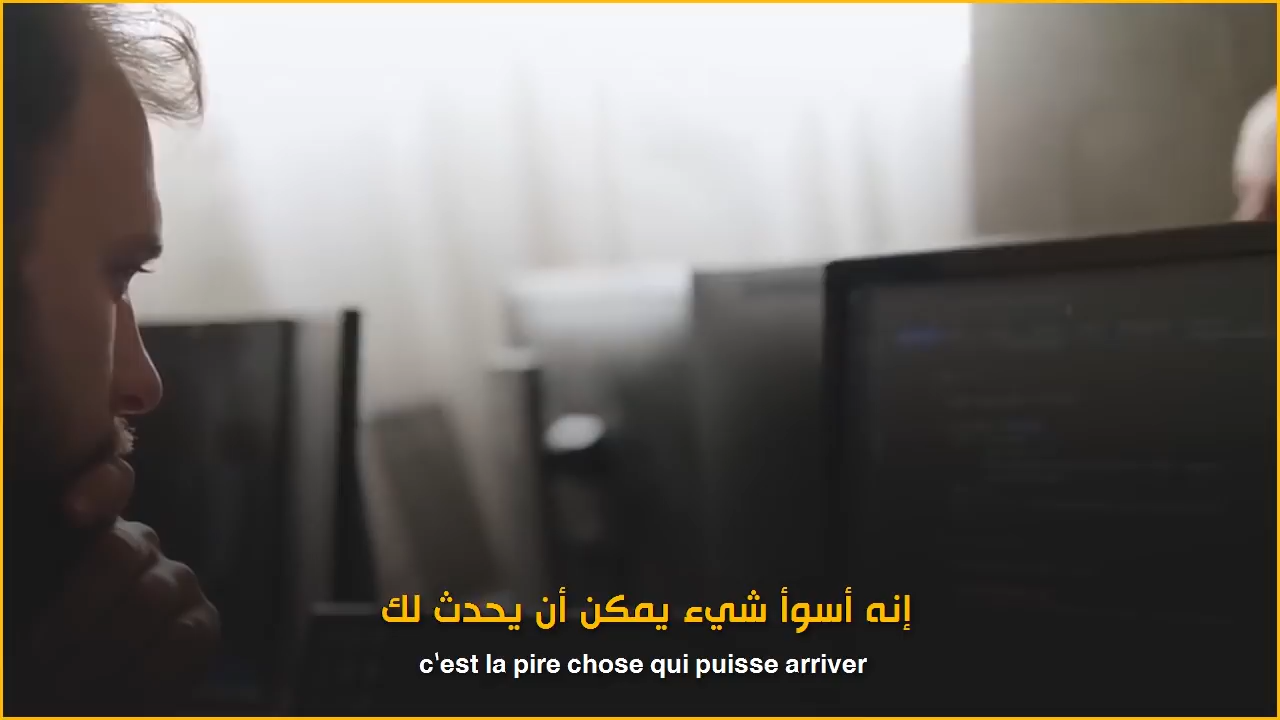 إنه أسوأ شيء يمكن أن يحدث لك
c'est la pire chose qui puisse arriver